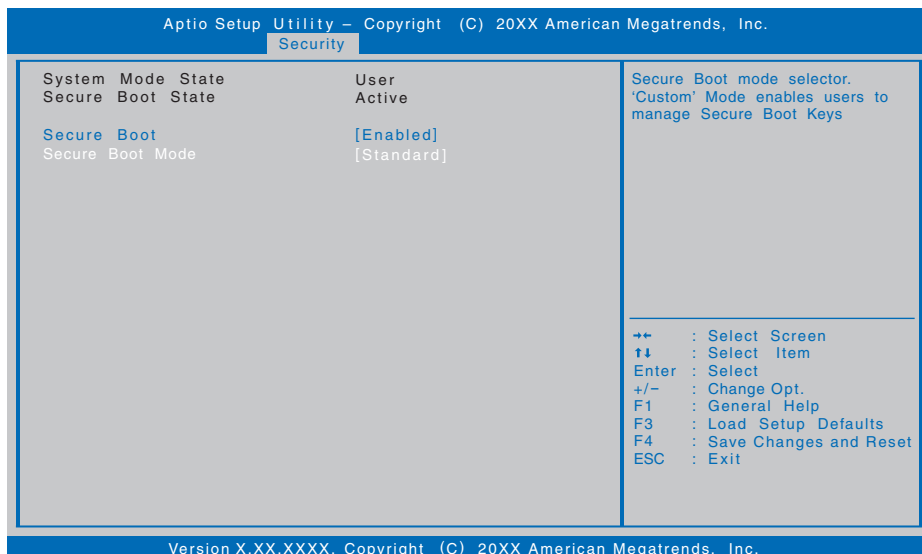 Aptio Setup Utility – Copyright (C) 20XX American Megatrends, Inc.
Security
System Mode State User
Secure Boot State Active
Secure Boot [Enabled]
Secure Boot Mode [Standard]
Secure Boot mode selector.
‘Custom’ Mode enables users to
manage Secure Boot Keys
→← : Select Screen
↑↓ : Select Item
Enter : Select
+/− : Change Opt.
F1 : General Help
F3 : Load Setup Defaults
F4 : Save Changes and Reset
ESC : Exit
Version X.XX.XXXX. Copyright (C) 20XX American Megatrends, Inc.